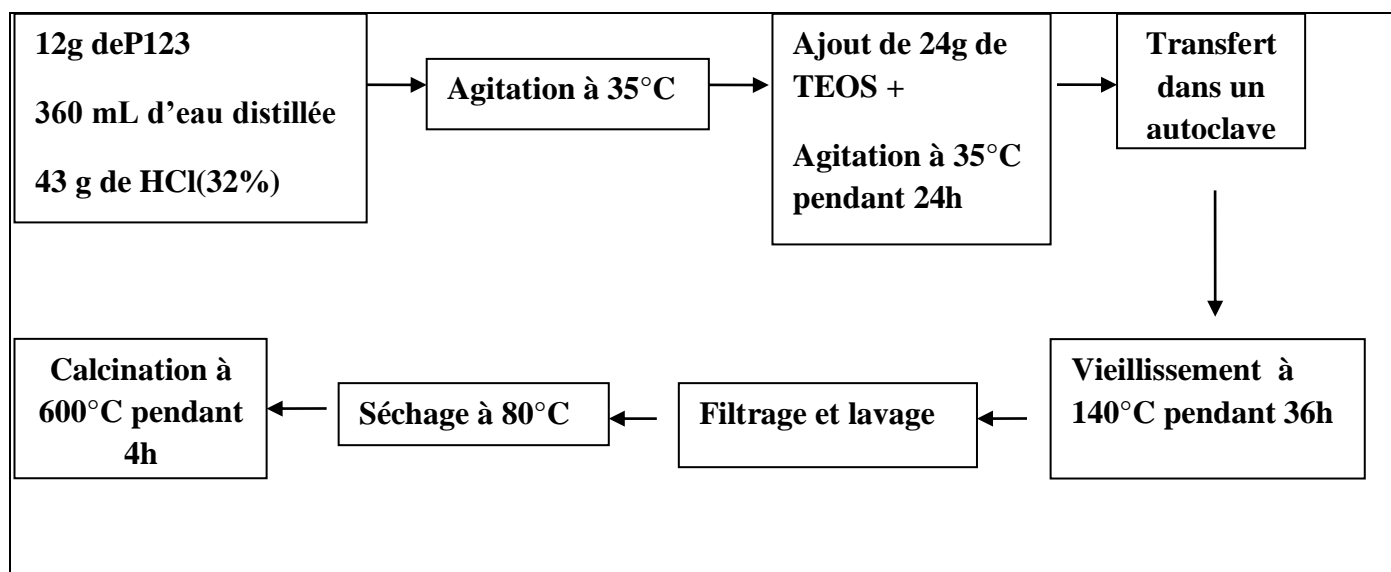 12g deP123
360 mL d'eau distillée
43 g de HCl(32%)
Agitation à 35°C
Ajout de 24g de
TEOS +
Agitation à 35°C
pendant 24h
Transfert
dans un
autoclave
Vieillissement à
140°C pendant 36h
Filtrage et lavage
Séchage à 80°C
Calcination à
600°C pendant
4h